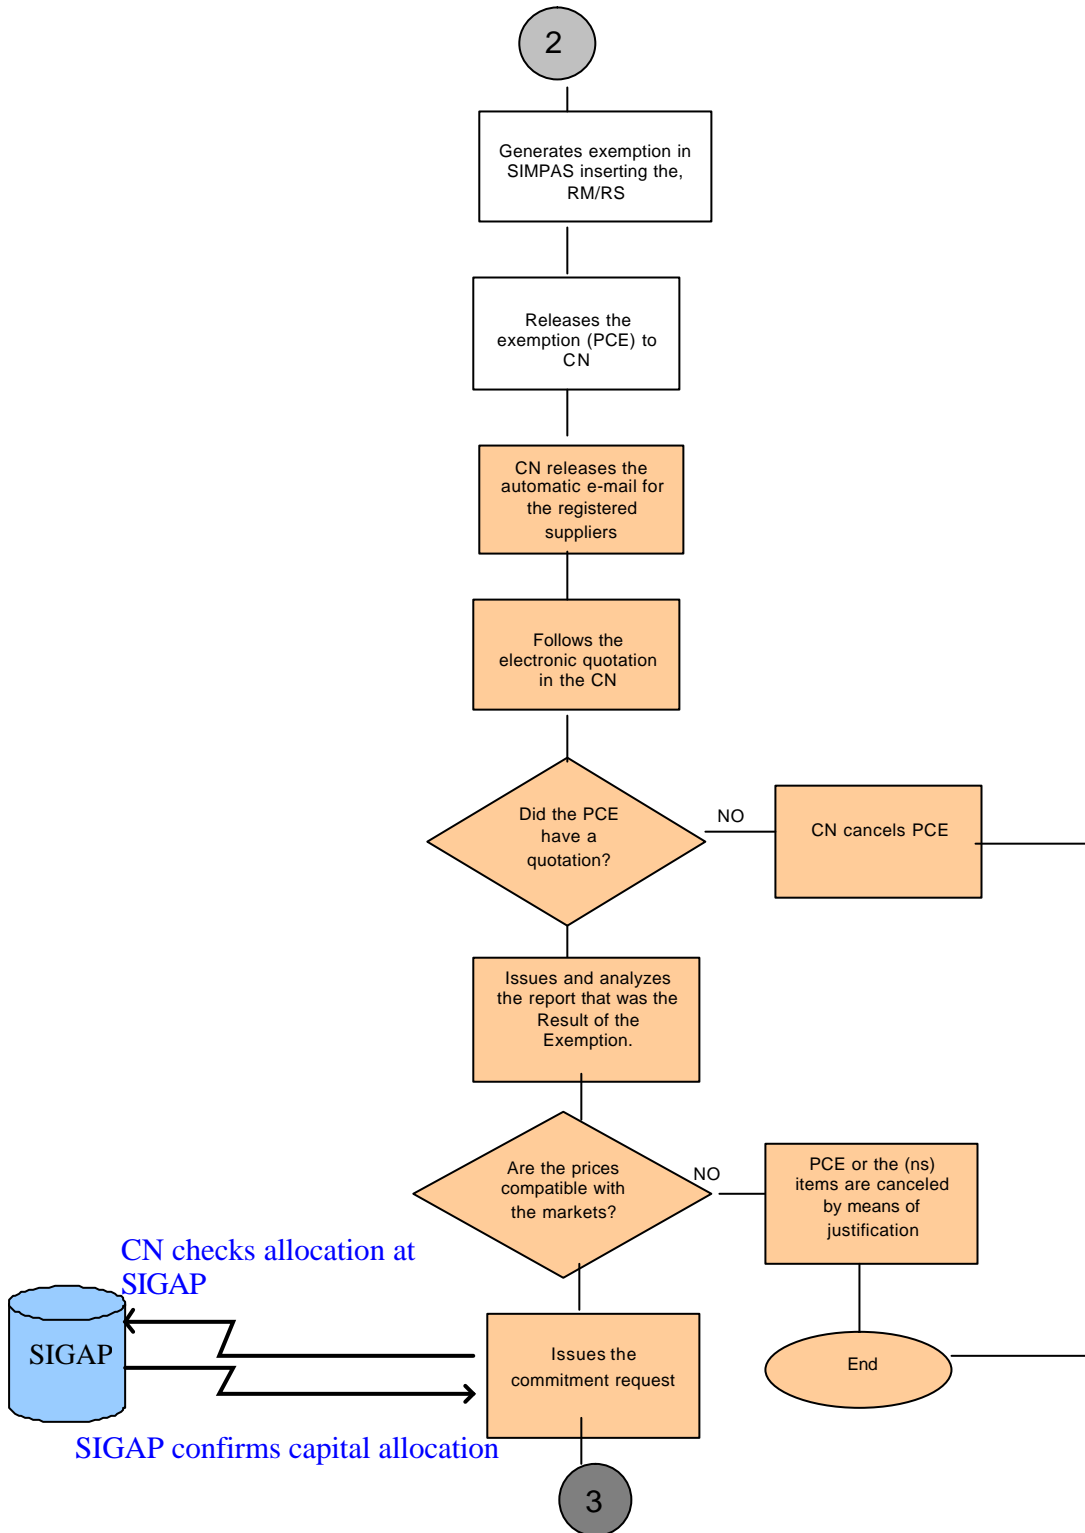 2
Generates exemption in
SIMPAS inserting the,
RM/RS
Releases the
exemption (PCE) to
CN
CN releases the
automatic e-mail for
the registered
suppliers
Follows the
electronic quotation
in the CN
Did the PCE
have a
quotation?
NO
CN cancels PCE
Issues and analyzes
the report that was the
Result of the
Exemption.
Are the prices
compatible with
the markets?
NO
PCE or the (ns)
items are canceled
by means of
justification
CN checks allocation at
SIGAP
SIGAP
Issues the
commitment request
End
SIGAP confirms capital allocation
3